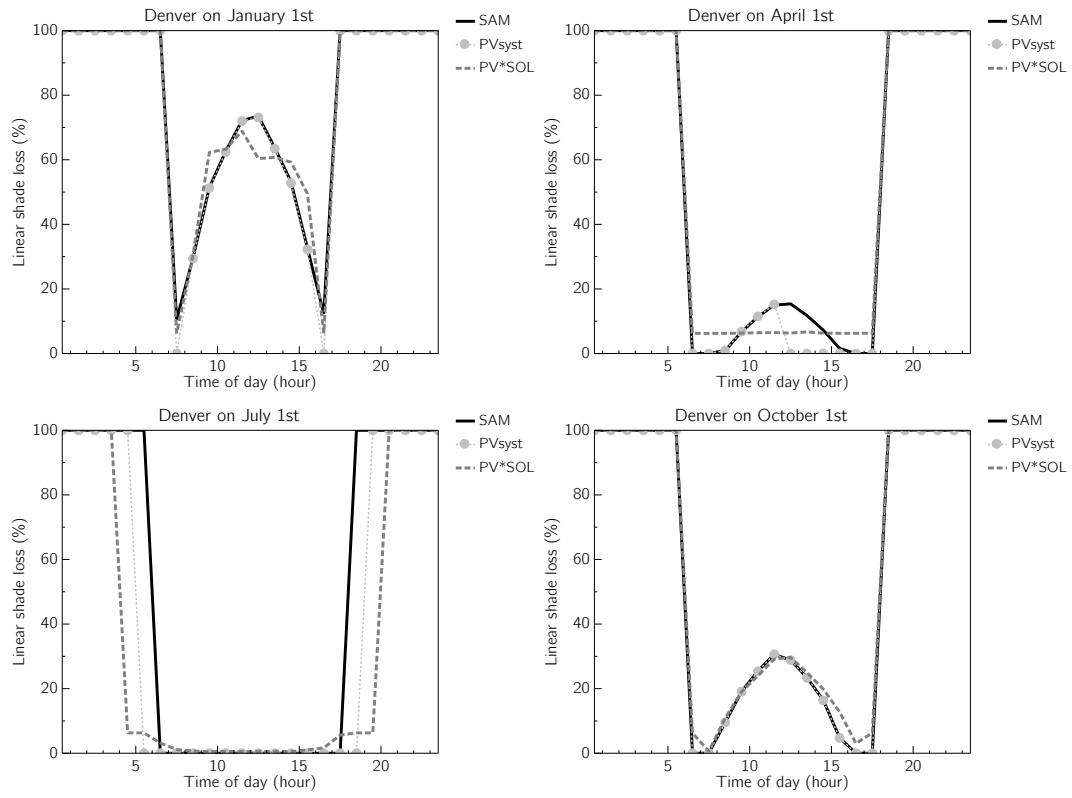 Denver on January 1st
Linear shade loss (%)
100
80
60
40
20
0
5 10 15 20
Time of day (hour)
SAM
PVsyst
PV*SOL
Denver on April 1st
Linear shade loss (%)
100
80
60
40
20
0
5 10 15 20
Time of day (hour)
SAM
PVsyst
PV*SOL
Denver on July 1st
Linear shade loss (%)
100
80
60
40
20
0
5 10 15 20
Time of day (hour)
SAM
PVsyst
PV*SOL
Denver on October 1st
Linear shade loss (%)
100
80
60
40
20
0
5 10 15 20
Time of day (hour)
SAM
PVsyst
PV*SOL